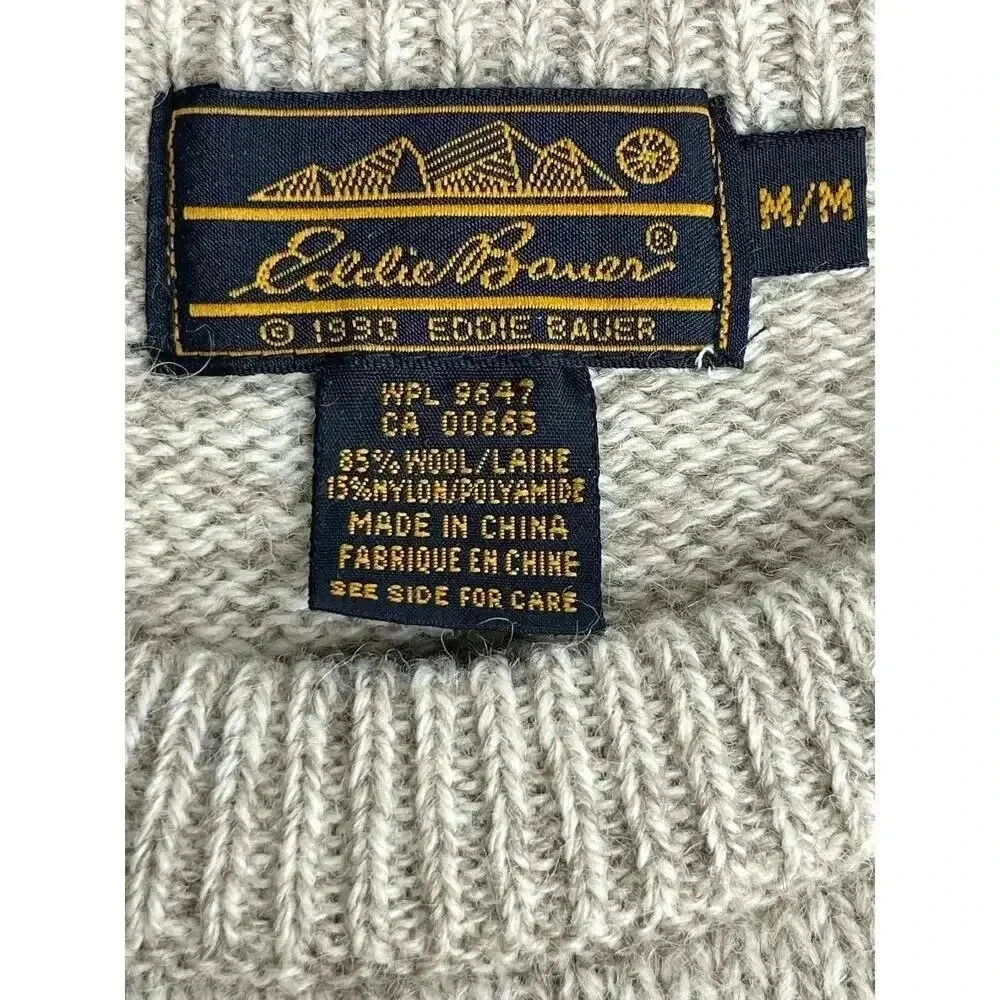 Eddie Bauer®
© 1990 EDDIE BAUER
M/M
WPL 9647
CA 00665
85% WOOL/LAINE
15% NYLON/POLYAMIDE
MADE IN CHINA
FABRIQUE EN CHINE
SEE SIDE FOR CARE